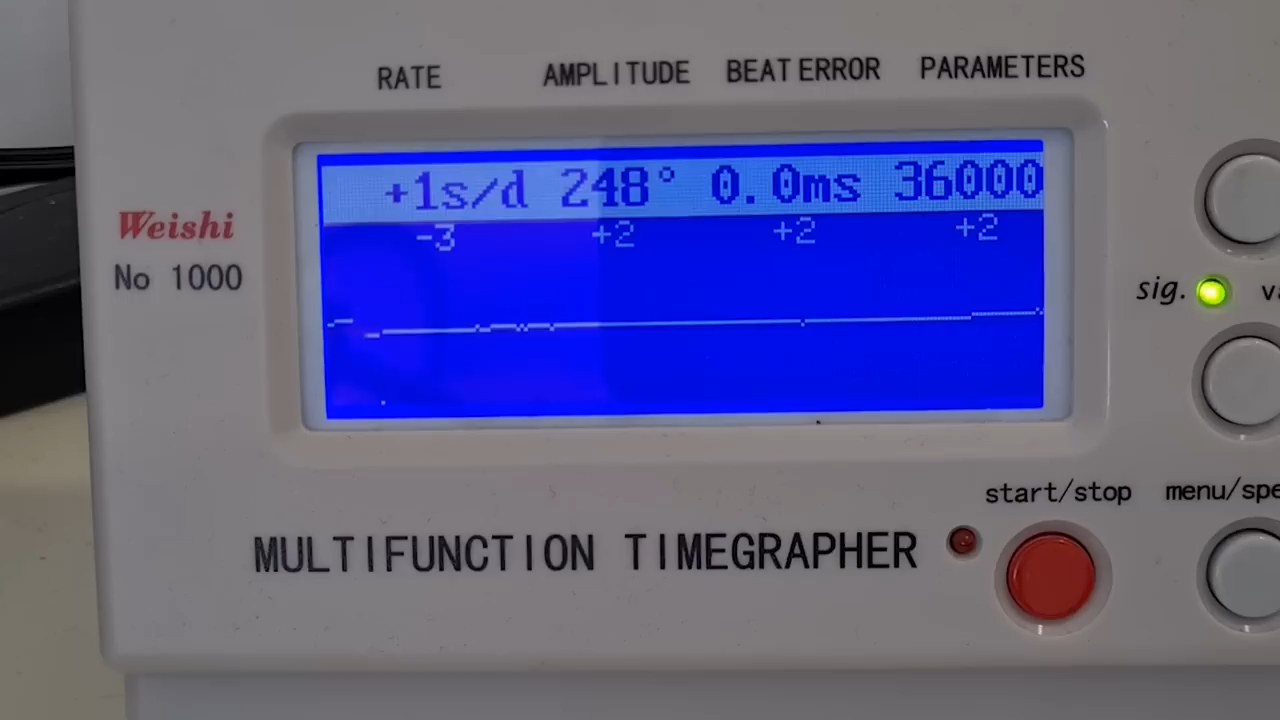 RATE AMPLITUDE BEAT ERROR PARAMETERS
+1s/d 248° 0.0ms 36000
-3 +2 +2 +2
Weishi
No 1000
sig.
start/stop
MULTIFUNCTION TIMEGRAPHER